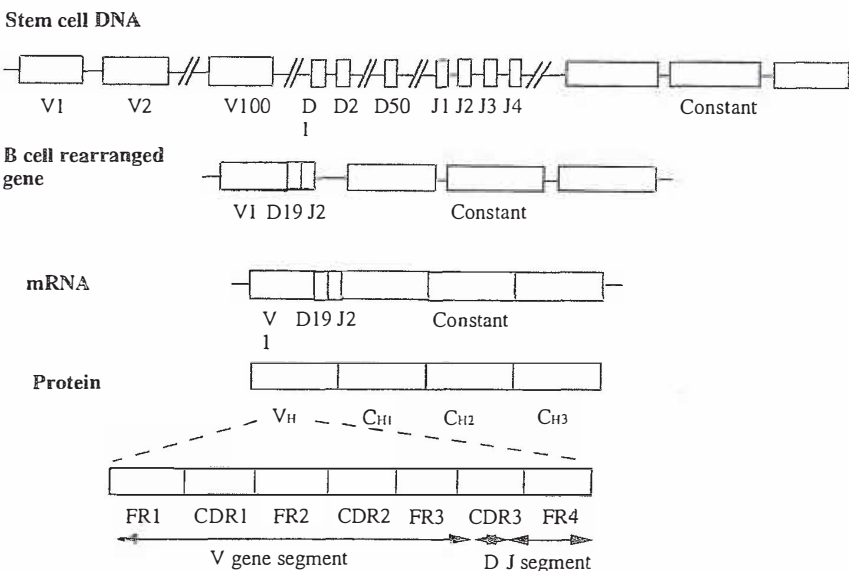 Stem cell DNA
V1 V2 V100 D D2 D50 J1 J2 J3 J4 Constant
1
B cell rearranged
gene
V1 D19 J2 Constant
mRNA
V D19 J2 Constant
1
Protein
VH CH1 CH2 CH3
FR1 CDR1 FR2 CDR2 FR3 CDR3 FR4
V gene segment D J segment